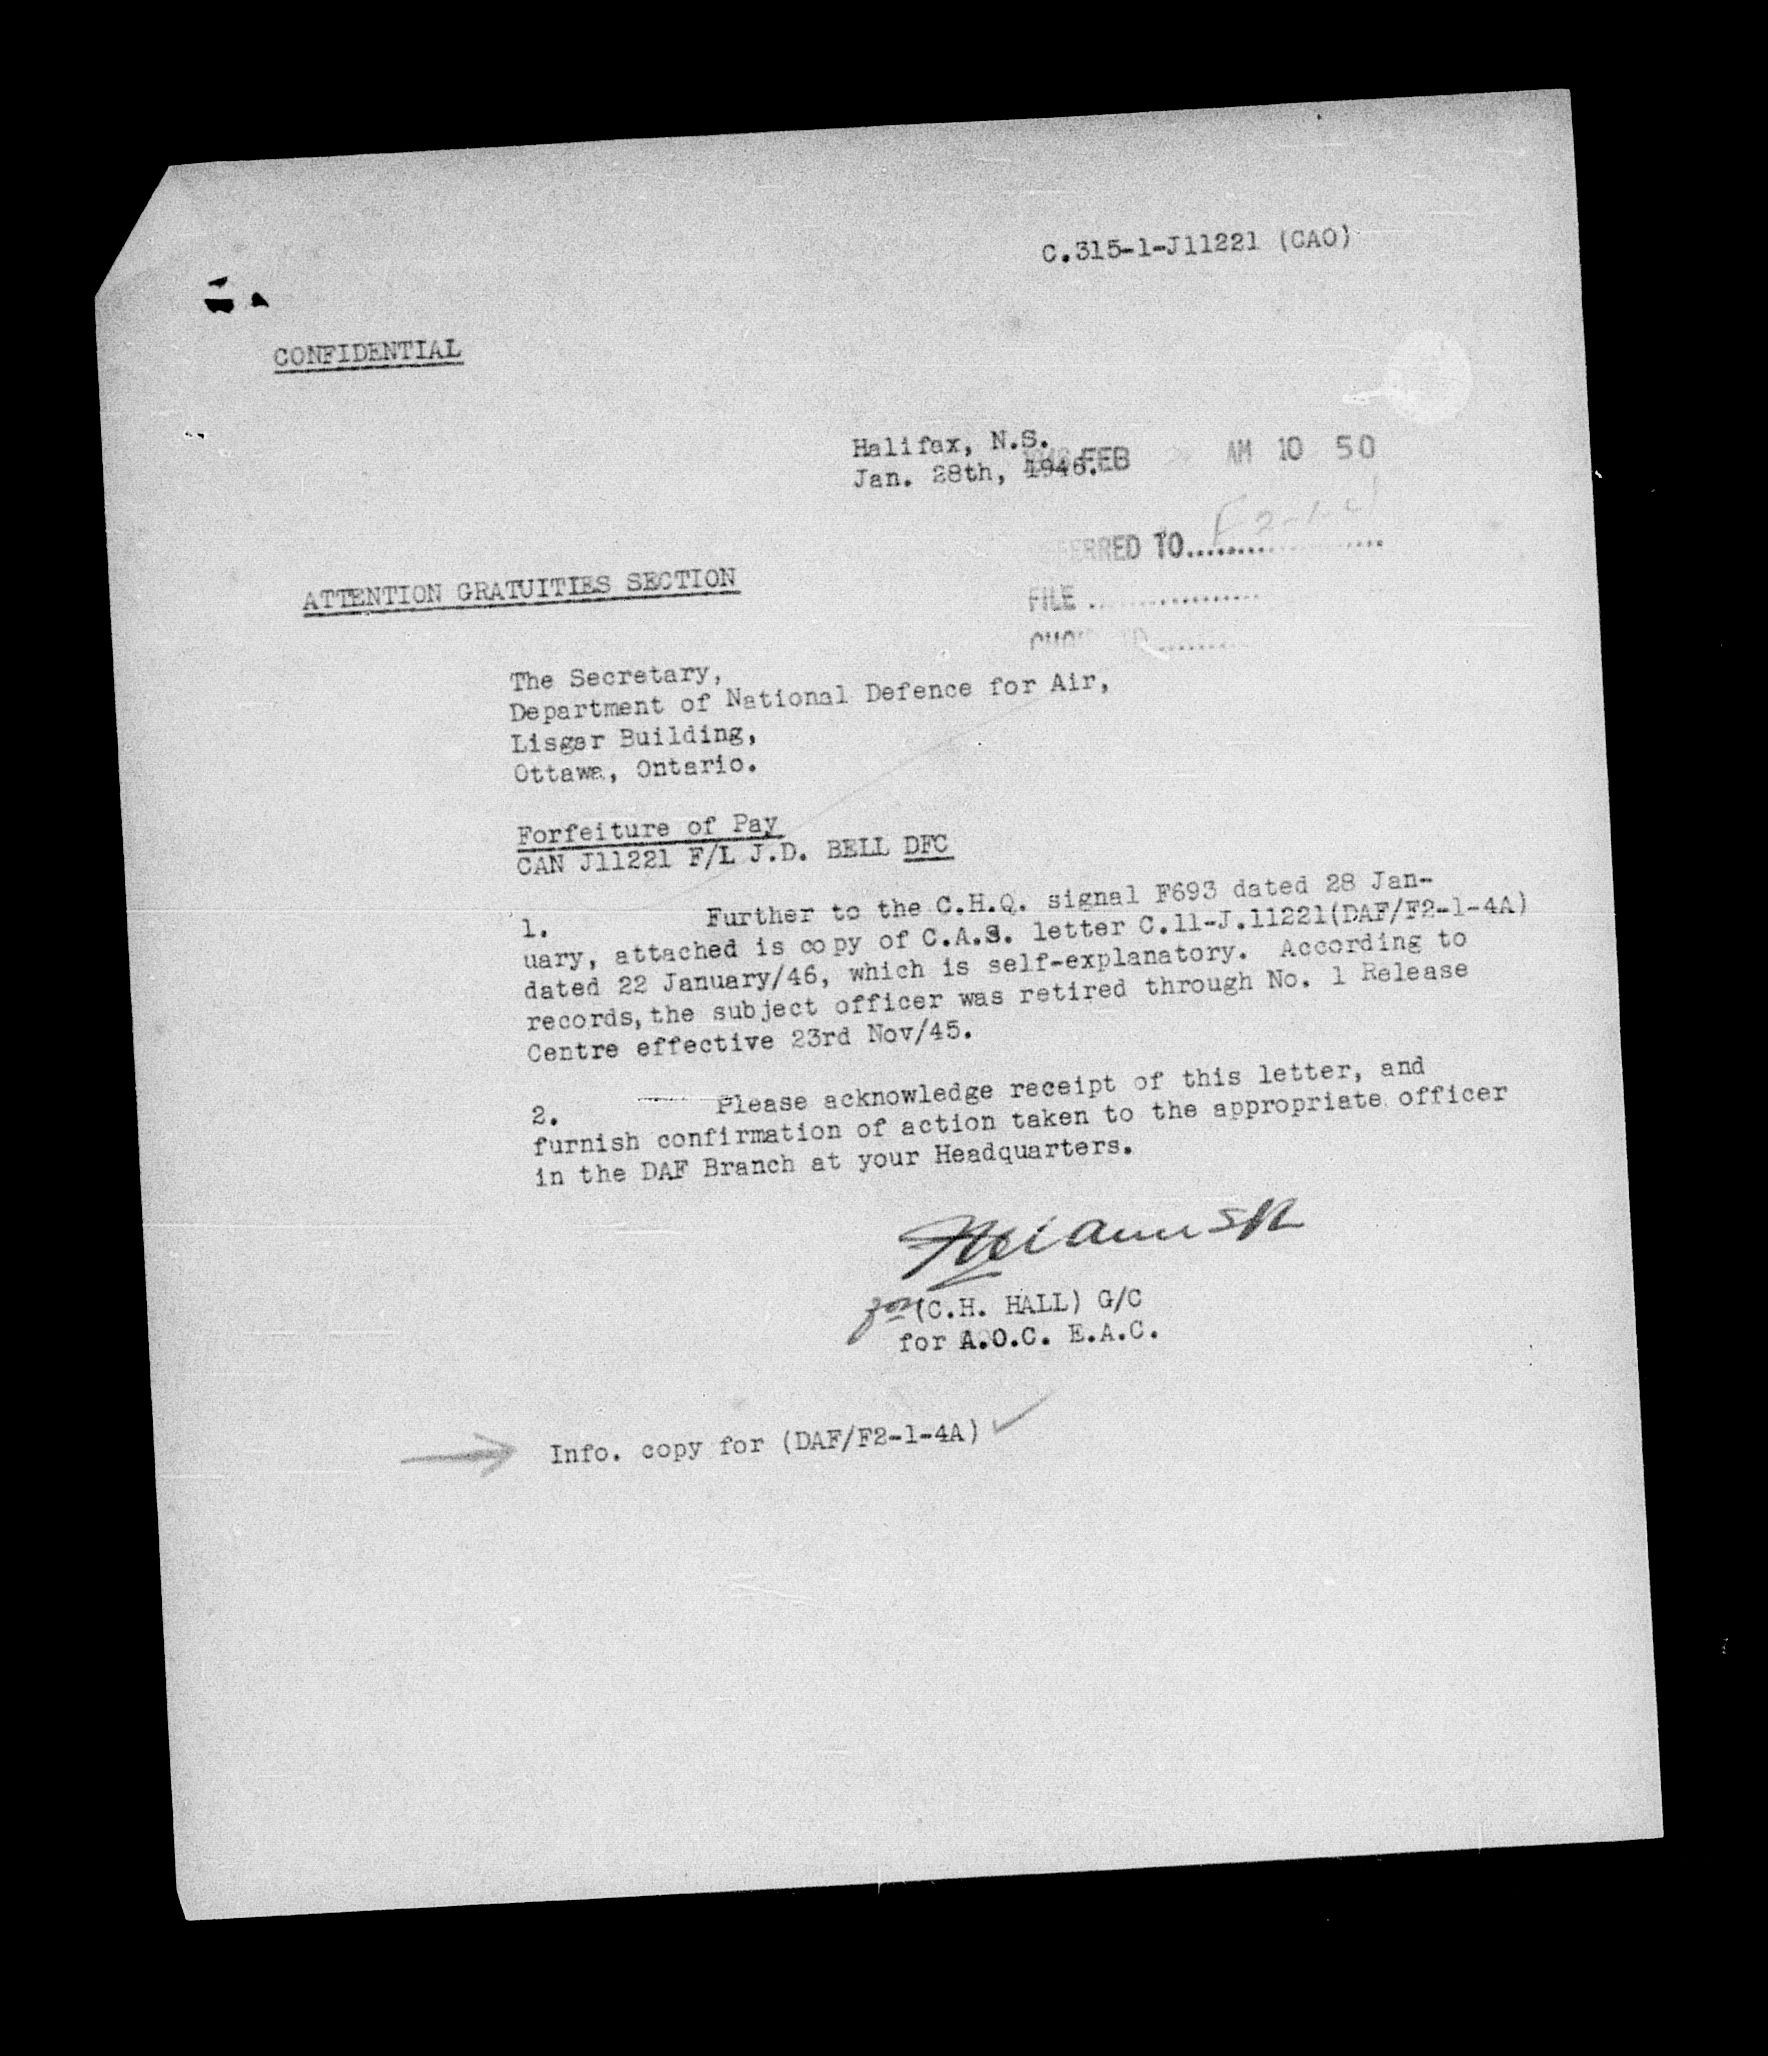 C.315-1-J11221 (CAO)
CONFIDENTIAL
Halifax, N.S.
Jan. 28th, 1946.
FEB AM 10 50
REFERRED TO
FILE
ATTENTION GRATUITIES SECTION
The Secretary,
Department of National Defence for Air,
Lisgar Building,
Ottawa, Ontario.
Forfeiture of Pay
CAN J11221 F/L J.D. BELL DFC
1. Further to the C.H.Q. signal F693 dated 28 Jan-
uary, attached is copy of C.A.S. letter C.11-J.11221(DAF/F2-1-4A)
dated 22 January/46, which is self-explanatory. According to
records, the subject officer was retired through No. 1 Release
Centre effective 23rd Nov/45.
2. Please acknowledge receipt of this letter, and
furnish confirmation of action taken to the appropriate officer
in the DAF Branch at your Headquarters.
for (C.H. HALL) G/C
for A.O.C. E.A.C.
Info. copy for (DAF/F2-1-4A)